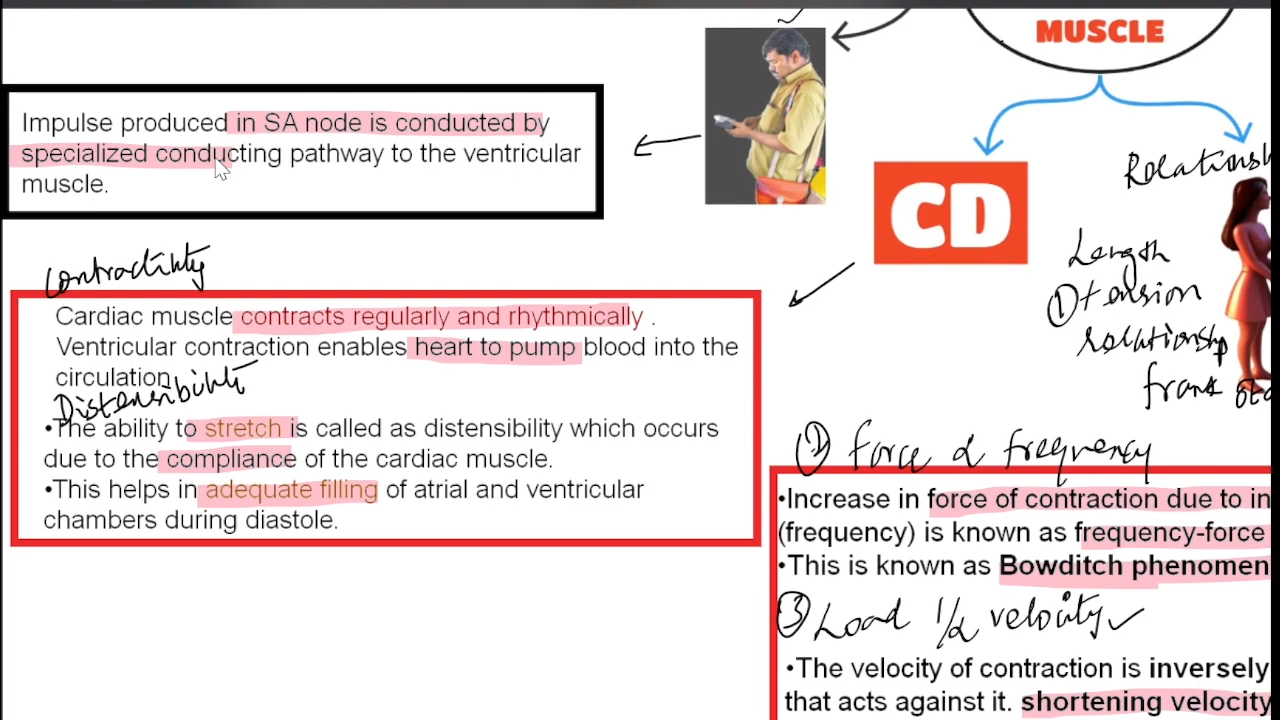 MUSCLE
Impulse produced in SA node is conducted by
specialized conducting pathway to the ventricular
muscle.
CD
Relationsh
Length
① tension
relationship
frank
Contractility
Cardiac muscle contracts regularly and rhythmically .
Ventricular contraction enables heart to pump blood into the
circulation
Distensibility
•The ability to stretch is called as distensibility which occurs
due to the compliance of the cardiac muscle.
•This helps in adequate filling of atrial and ventricular
chambers during diastole.
② Force α frequency
•Increase in force of contraction due to in
(frequency) is known as frequency-force
•This is known as Bowditch phenomen
③ Load 1/α velocity ✓
•The velocity of contraction is inversely
that acts against it. shortening velocity